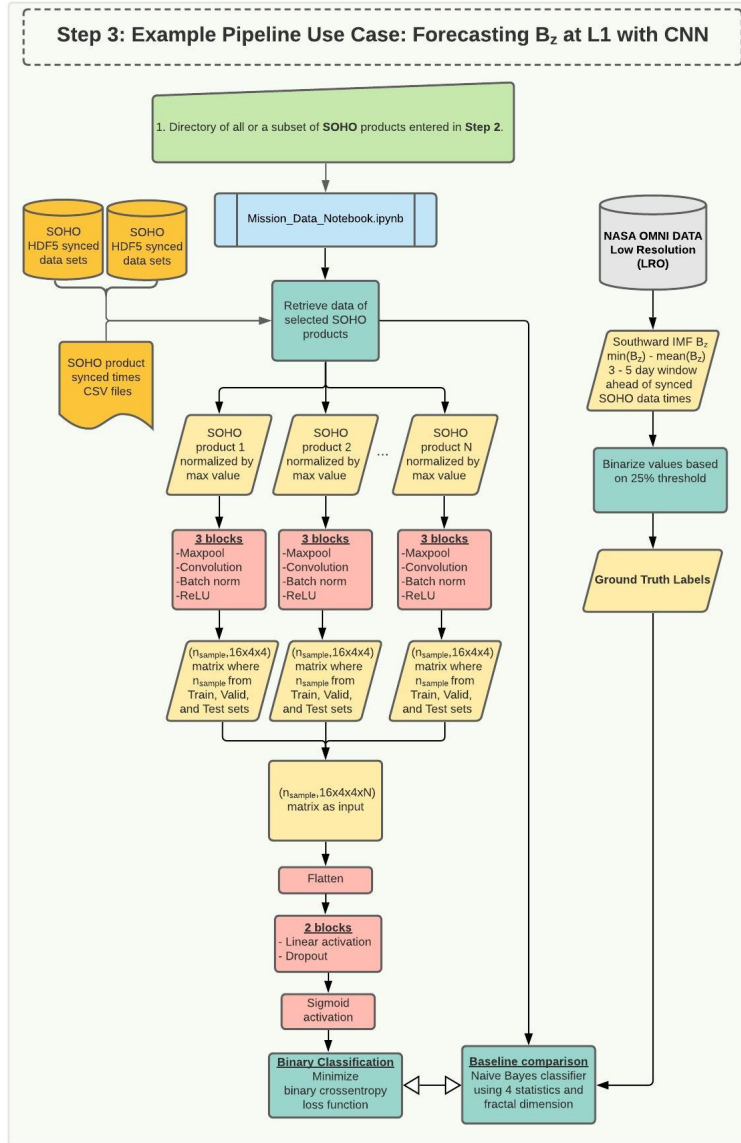 Step 3: Example Pipeline Use Case: Forecasting Bz at L1 with CNN
1. Directory of all or a subset of SOHO products entered in Step 2.
Mission_Data_Notebook.ipynb
SOHO
HDF5 synced
data sets
SOHO
HDF5 synced
data sets
SOHO product
synced times
CSV files
Retrieve data of
selected SOHO
products
NASA OMNI DATA
Low Resolution
(LRO)
Southward IMF Bz
min(Bz) - mean(Bz)
3 - 5 day window
ahead of synced
SOHO data times
Binarize values based
on 25% threshold
Ground Truth Labels
SOHO
product 1
normalized by
max value
SOHO
product 2
normalized by
max value
...
SOHO
product N
normalized by
max value
3 blocks
-Maxpool
-Convolution
-Batch norm
-ReLU
3 blocks
-Maxpool
-Convolution
-Batch norm
-ReLU
3 blocks
-Maxpool
-Convolution
-Batch norm
-ReLU
(nsample,16x4x4)
matrix where
nsample from
Train, Valid,
and Test sets
(nsample,16x4x4)
matrix where
nsample from
Train, Valid,
and Test sets
(nsample,16x4x4)
matrix where
nsample from
Train, Valid,
and Test sets
(nsample,16x4x4xN)
matrix as input
Flatten
2 blocks
- Linear activation
- Dropout
Sigmoid
activation
Binary Classification
Minimize
binary crossentropy
loss function
Baseline comparison
Naive Bayes classifier
using 4 statistics and
fractal dimension